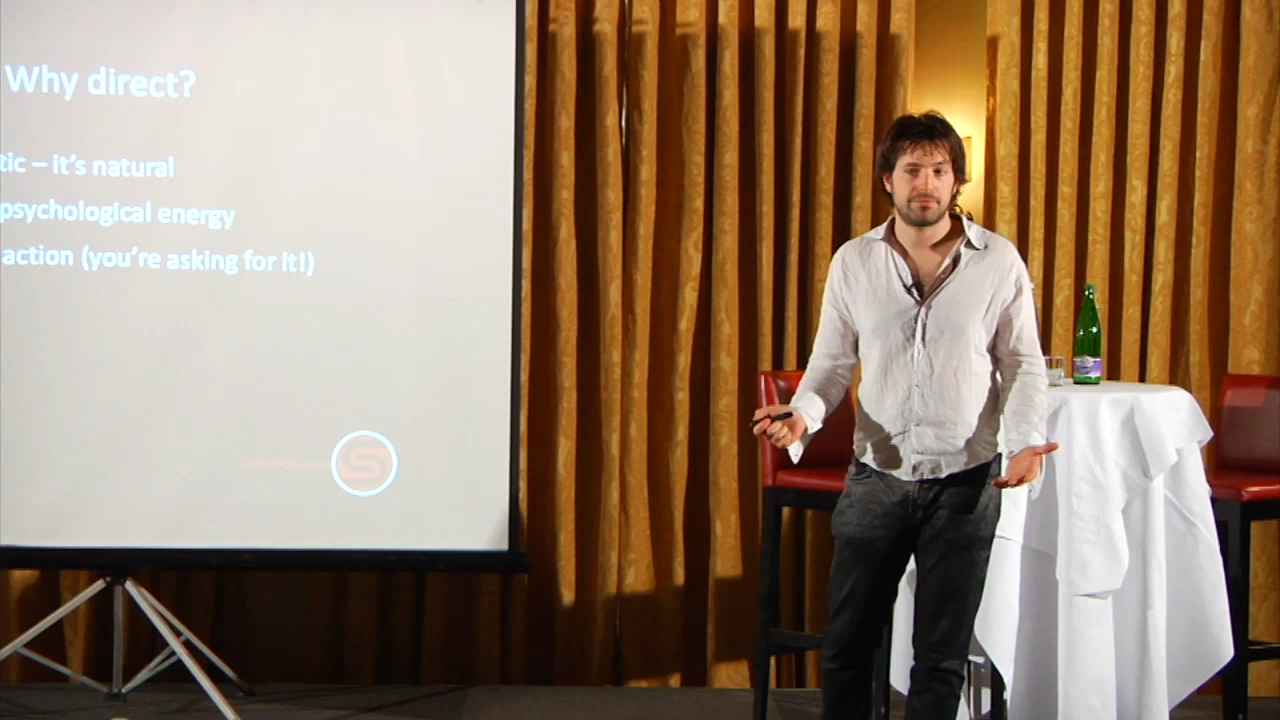 Why direct?
tic – it's natural
psychological energy
action (you're asking for it!)
S